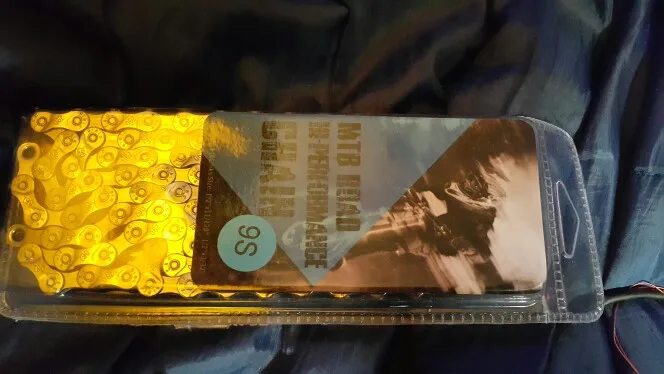 MTB ROAD
HI-PERFORMANCE
CHAIN
9S